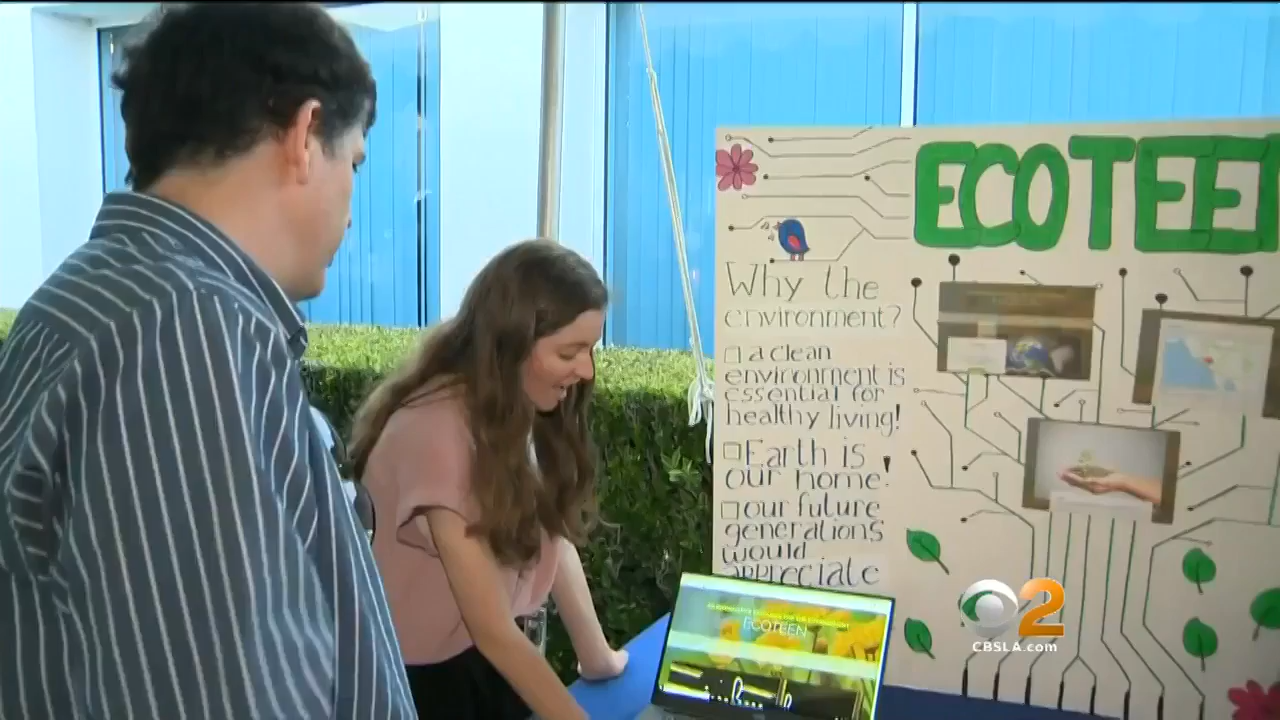 ECOTEEN
Why the
environment?
a clean
environment is
essential for
healthy living!
Earth is
our home!
our future
generations
would
appreciate
ECOTEEN
2
CBSLA.com